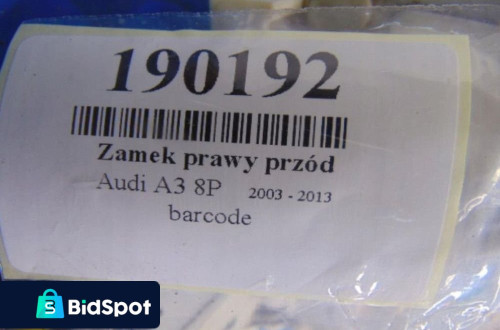 190192
Zamek prawy przód
Audi A3 8P 2003 - 2013
barcode
BidSpot